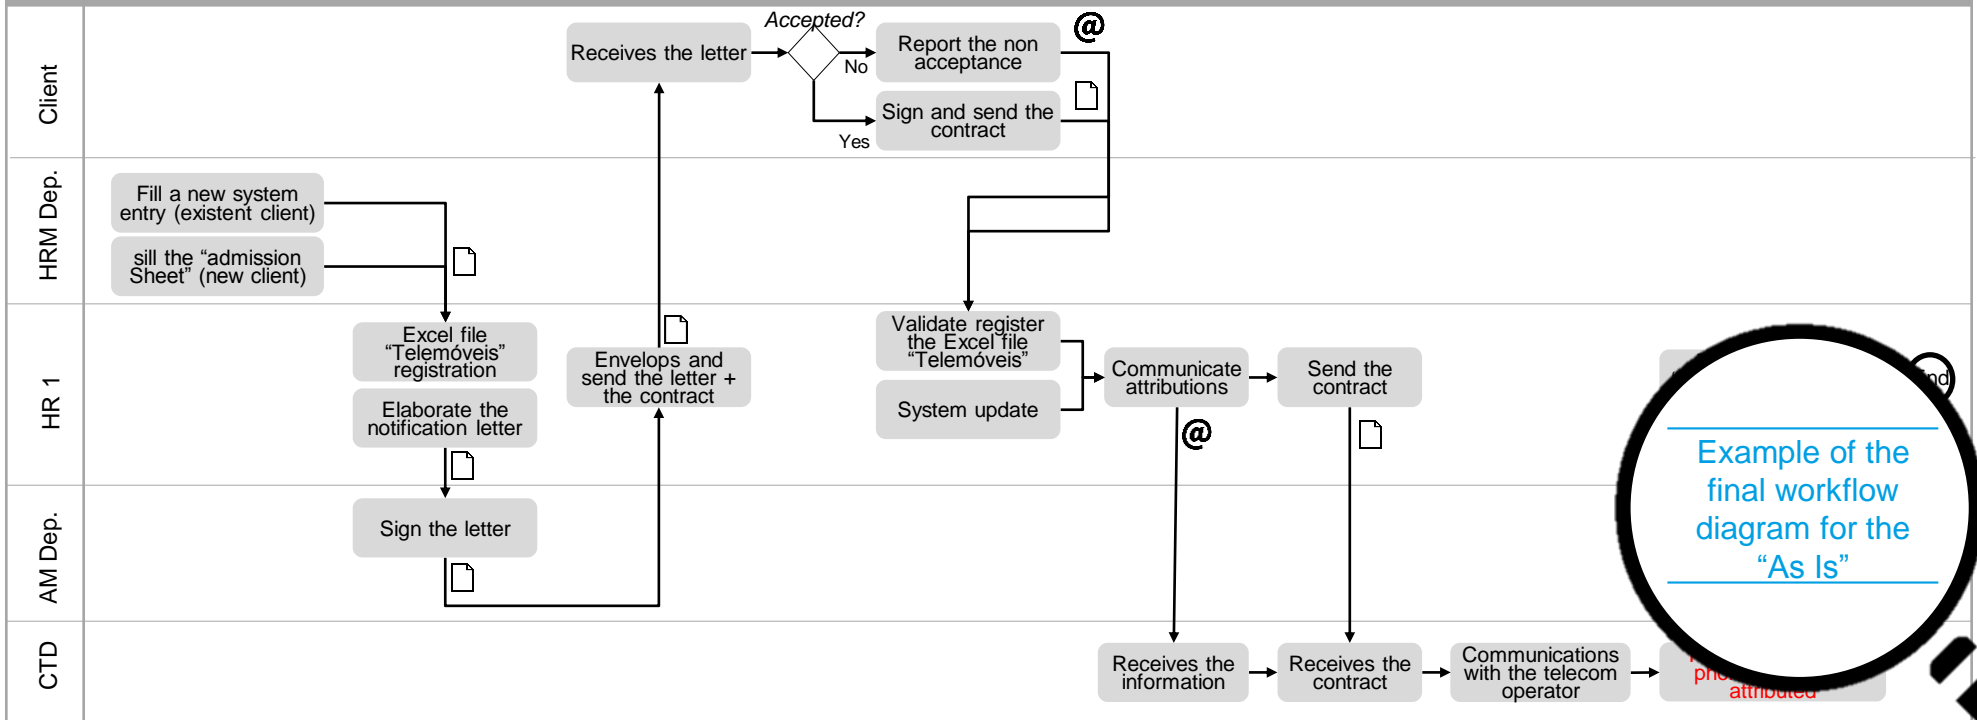 Client
Accepted?
Receives the letter
No
Yes
Report the non
acceptance
@
Sign and send the
contract
HRM Dep.
Fill a new system
entry (existent client)
sill the “admission
Sheet” (new client)
HR 1
Excel file
“Telemóveis”
registration
Elaborate the
notification letter
Envelops and
send the letter +
the contract
Validate register
the Excel file
“Telemóveis”
System update
Communicate
attributions
@
Send the
contract
Example of the
final workflow
diagram for the
“As Is”
AM Dep.
Sign the letter
CTD
Receives the
information
Receives the
contract
Communications
with the telecom
operator
attributed